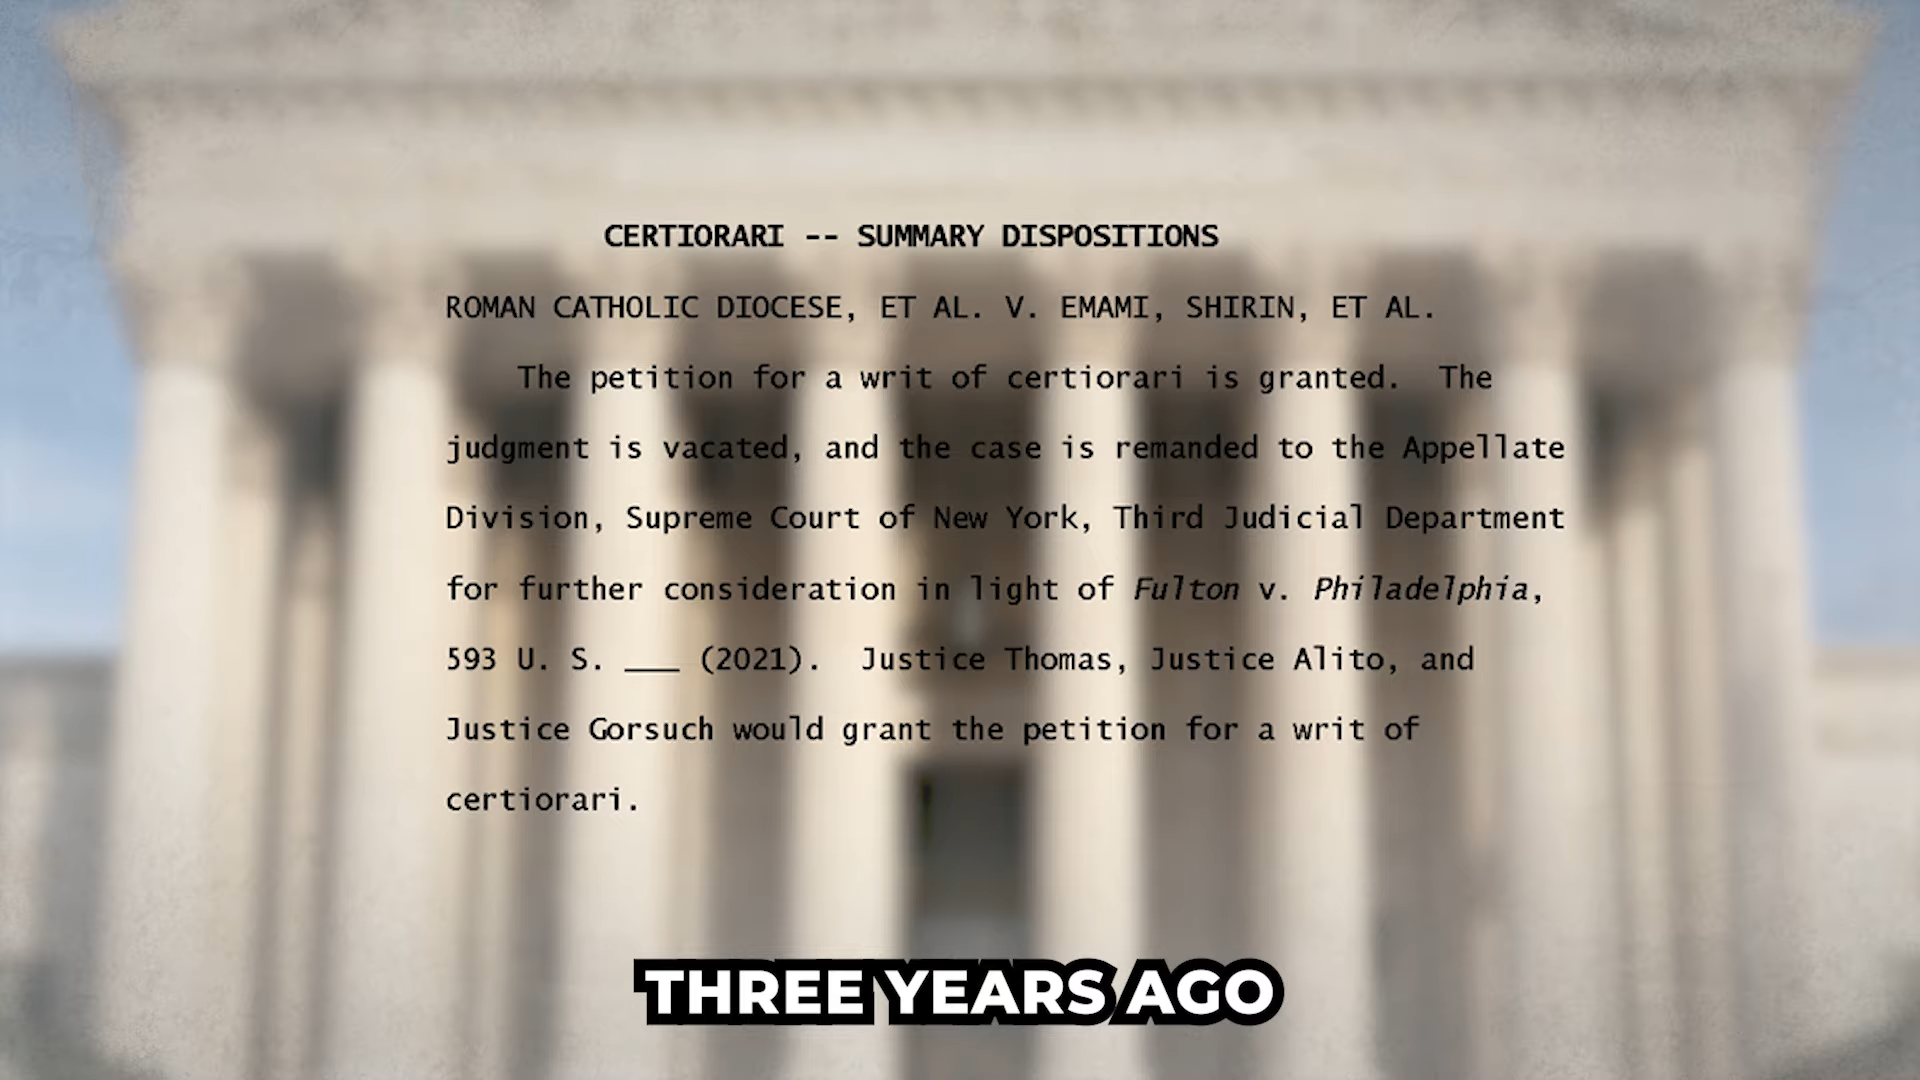 CERTIORARI -- SUMMARY DISPOSITIONS
ROMAN CATHOLIC DIOCESE, ET AL. V. EMAMI, SHIRIN, ET AL.
The petition for a writ of certiorari is granted. The
judgment is vacated, and the case is remanded to the Appellate
Division, Supreme Court of New York, Third Judicial Department
for further consideration in light of Fulton v. Philadelphia,
593 U. S. ___ (2021). Justice Thomas, Justice Alito, and
Justice Gorsuch would grant the petition for a writ of
certiorari.
THREE YEARS AGO